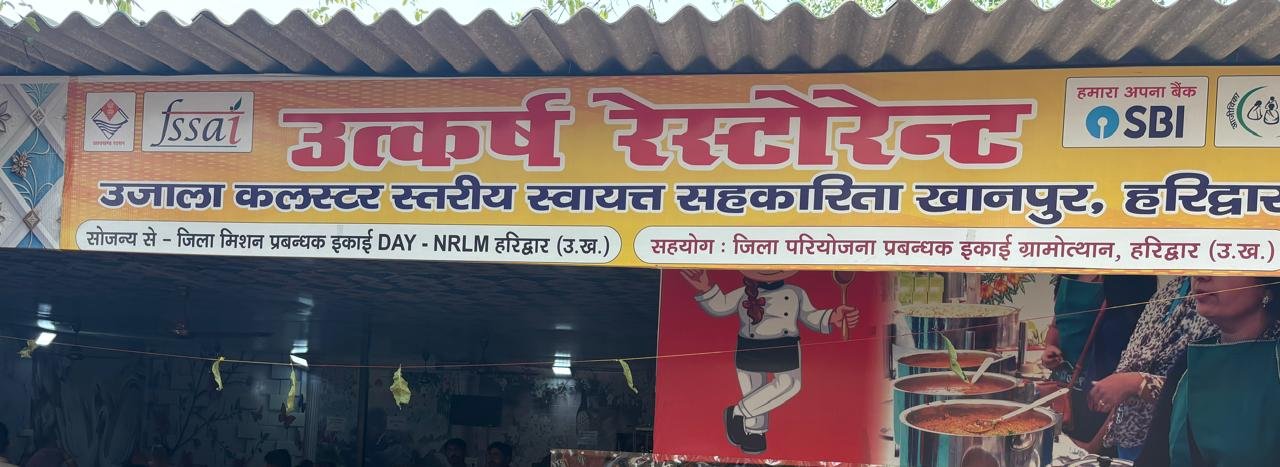 fssai
उत्कर्ष रेस्टोरेन्ट
हमारा अपना बैंक
SBI
आजीविका
उजाला कलस्टर स्तरीय स्वायत्त सहकारिता खानपुर, हरिद्वार
सोजन्य से - जिला मिशन प्रबन्धक इकाई DAY - NRLM हरिद्वार (उ.ख.)
सहयोग : जिला परियोजना प्रबन्धक इकाई ग्रामोत्थान, हरिद्वार (उ.ख.)